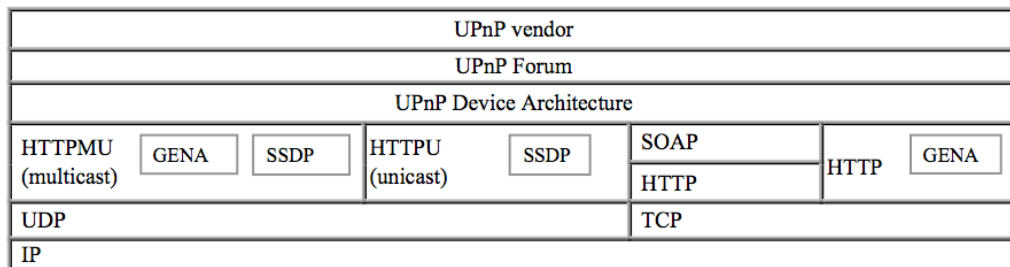 UPnP vendor
UPnP Forum
UPnP Device Architecture
HTTPMU
(multicast)
GENA
SSDP
HTTPU
(unicast)
SSDP
SOAP
HTTP
HTTP
GENA
UDP
TCP
IP